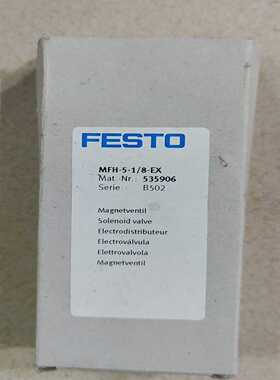 FESTO
MFH-5-1/8-EX
Mat.-Nr.: 535906
Serie : B502
Magnetventil
Solenoid valve
Electrodistributeur
Electroválvula
Elettrovalvola
Magnetventil